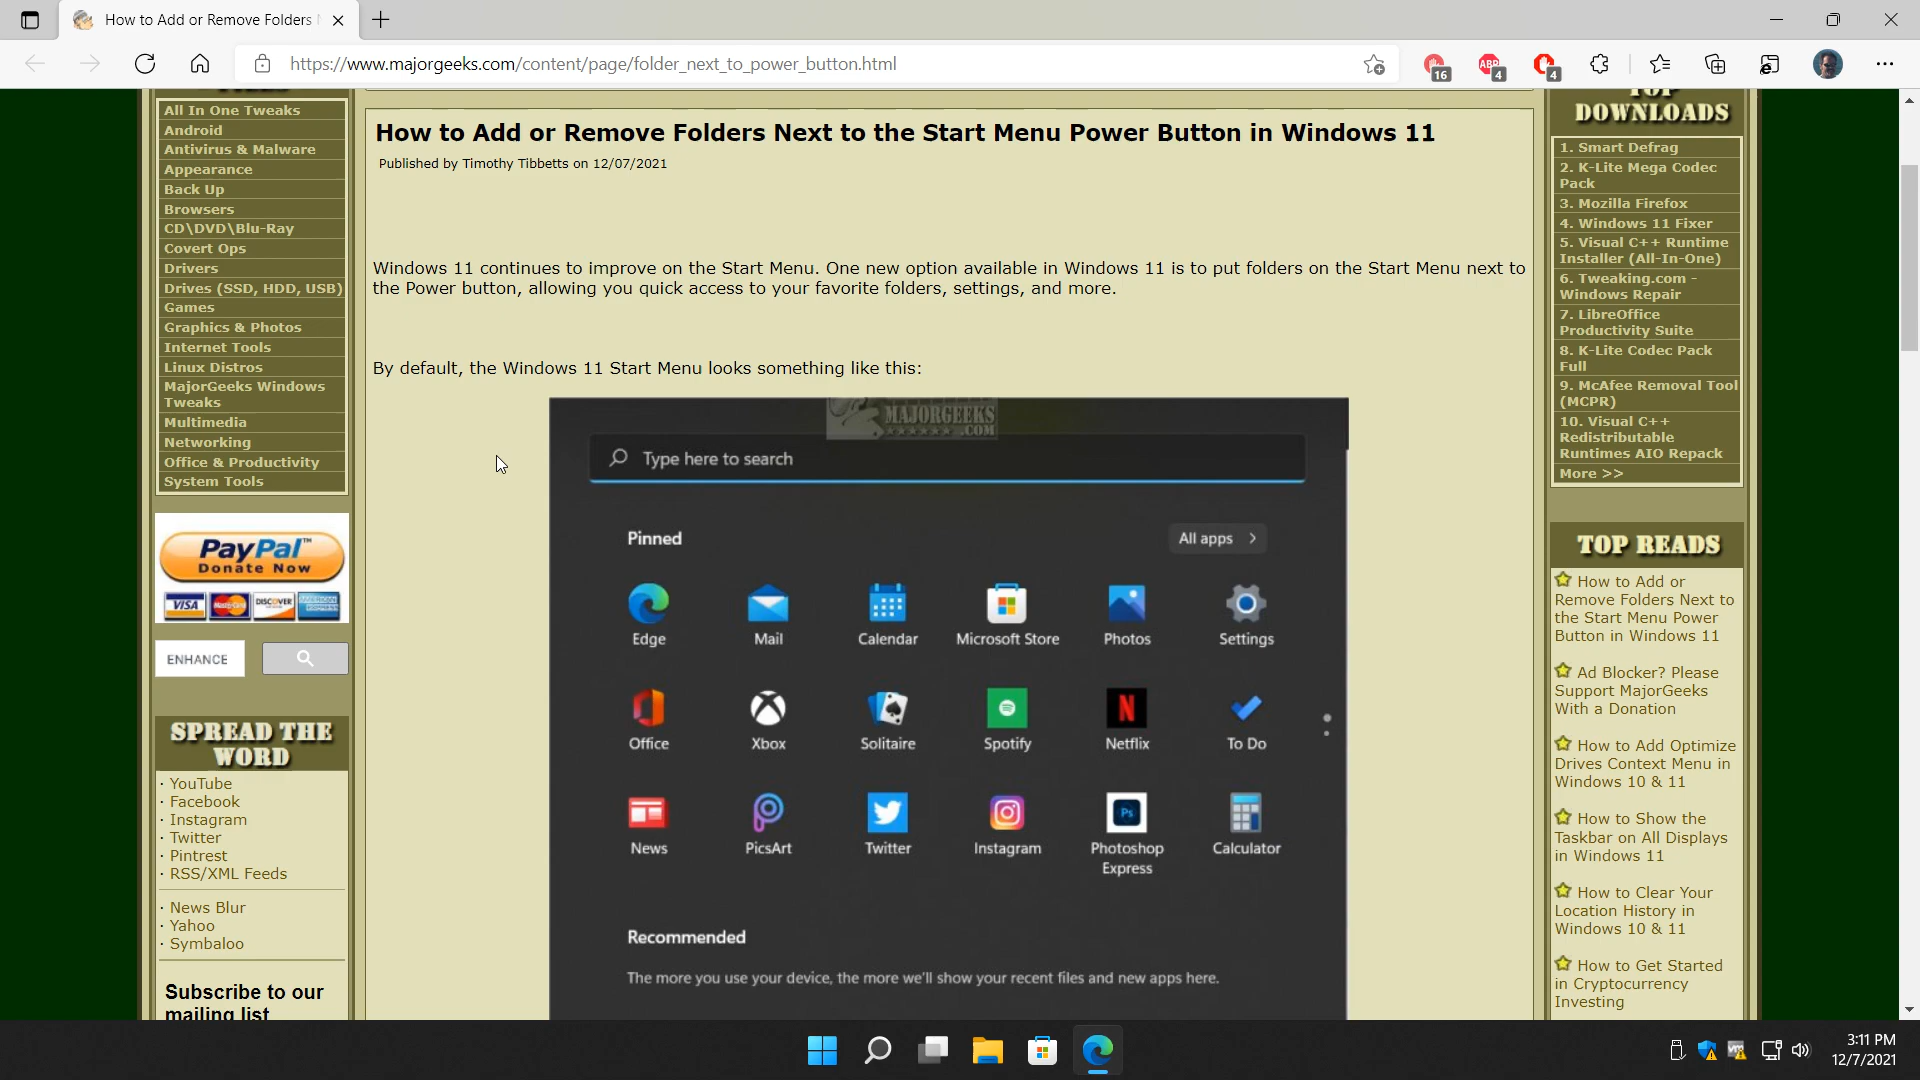 How to Add or Remove Folders
https://www.majorgeeks.com/content/page/folder_next_to_power_button.html
16
ABP
4
4
All In One Tweaks
Android
Antivirus & Malware
Appearance
Back Up
Browsers
CD\DVD\Blu-Ray
Covert Ops
Drivers
Drives (SSD, HDD, USB)
Games
Graphics & Photos
Internet Tools
Linux Distros
MajorGeeks Windows
Tweaks
Multimedia
Networking
Office & Productivity
System Tools
PayPal™
Donate Now
VISA
MasterCard
DISCOVER
AMERICAN EXPRESS
ENHANCE
SPREAD THE
WORD
· YouTube
· Facebook
· Instagram
· Twitter
· Pintrest
· RSS/XML Feeds
· News Blur
· Yahoo
· Symbaloo
Subscribe to our
mailing list
How to Add or Remove Folders Next to the Start Menu Power Button in Windows 11
Published by Timothy Tibbetts on 12/07/2021
Windows 11 continues to improve on the Start Menu. One new option available in Windows 11 is to put folders on the Start Menu next to
the Power button, allowing you quick access to your favorite folders, settings, and more.
By default, the Windows 11 Start Menu looks something like this:
MAJORGEEKS
.COM
Type here to search
Pinned
All apps >
Edge
Mail
Calendar
Microsoft Store
Photos
Settings
Office
Xbox
Solitaire
Spotify
Netflix
To Do
News
PicsArt
Twitter
Instagram
Photoshop
Express
Calculator
Recommended
The more you use your device, the more we'll show your recent files and new apps here.
TOP
DOWNLOADS
1. Smart Defrag
2. K-Lite Mega Codec
Pack
3. Mozilla Firefox
4. Windows 11 Fixer
5. Visual C++ Runtime
Installer (All-In-One)
6. Tweaking.com -
Windows Repair
7. LibreOffice
Productivity Suite
8. K-Lite Codec Pack
Full
9. McAfee Removal Tool
(MCPR)
10. Visual C++
Redistributable
Runtimes AIO Repack
More >>
TOP READS
How to Add or
Remove Folders Next to
the Start Menu Power
Button in Windows 11
Ad Blocker? Please
Support MajorGeeks
With a Donation
How to Add Optimize
Drives Context Menu in
Windows 10 & 11
How to Show the
Taskbar on All Displays
in Windows 11
How to Clear Your
Location History in
Windows 10 & 11
How to Get Started
in Cryptocurrency
Investing
3:11 PM
12/7/2021